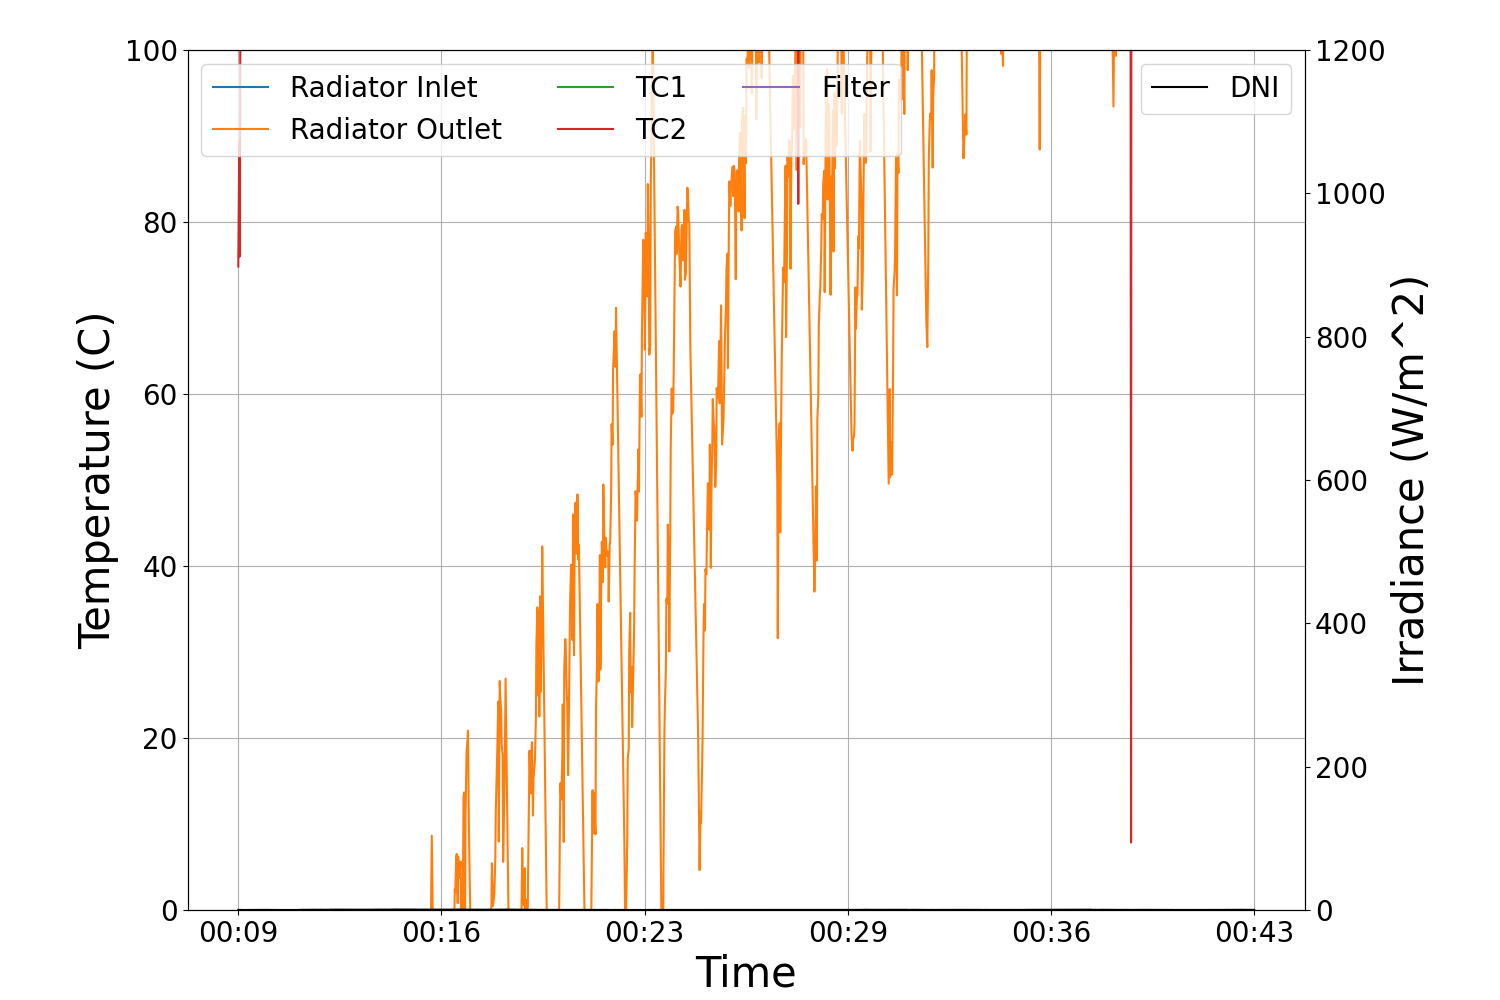 Radiator Inlet
Radiator Outlet
TC1
TC2
Filter
DNI
100
80
60
40
20
0
Temperature (C)
1200
1000
800
600
400
200
0
Irradiance (W/m^2)
00:09
00:16
00:23
00:29
00:36
00:43
Time